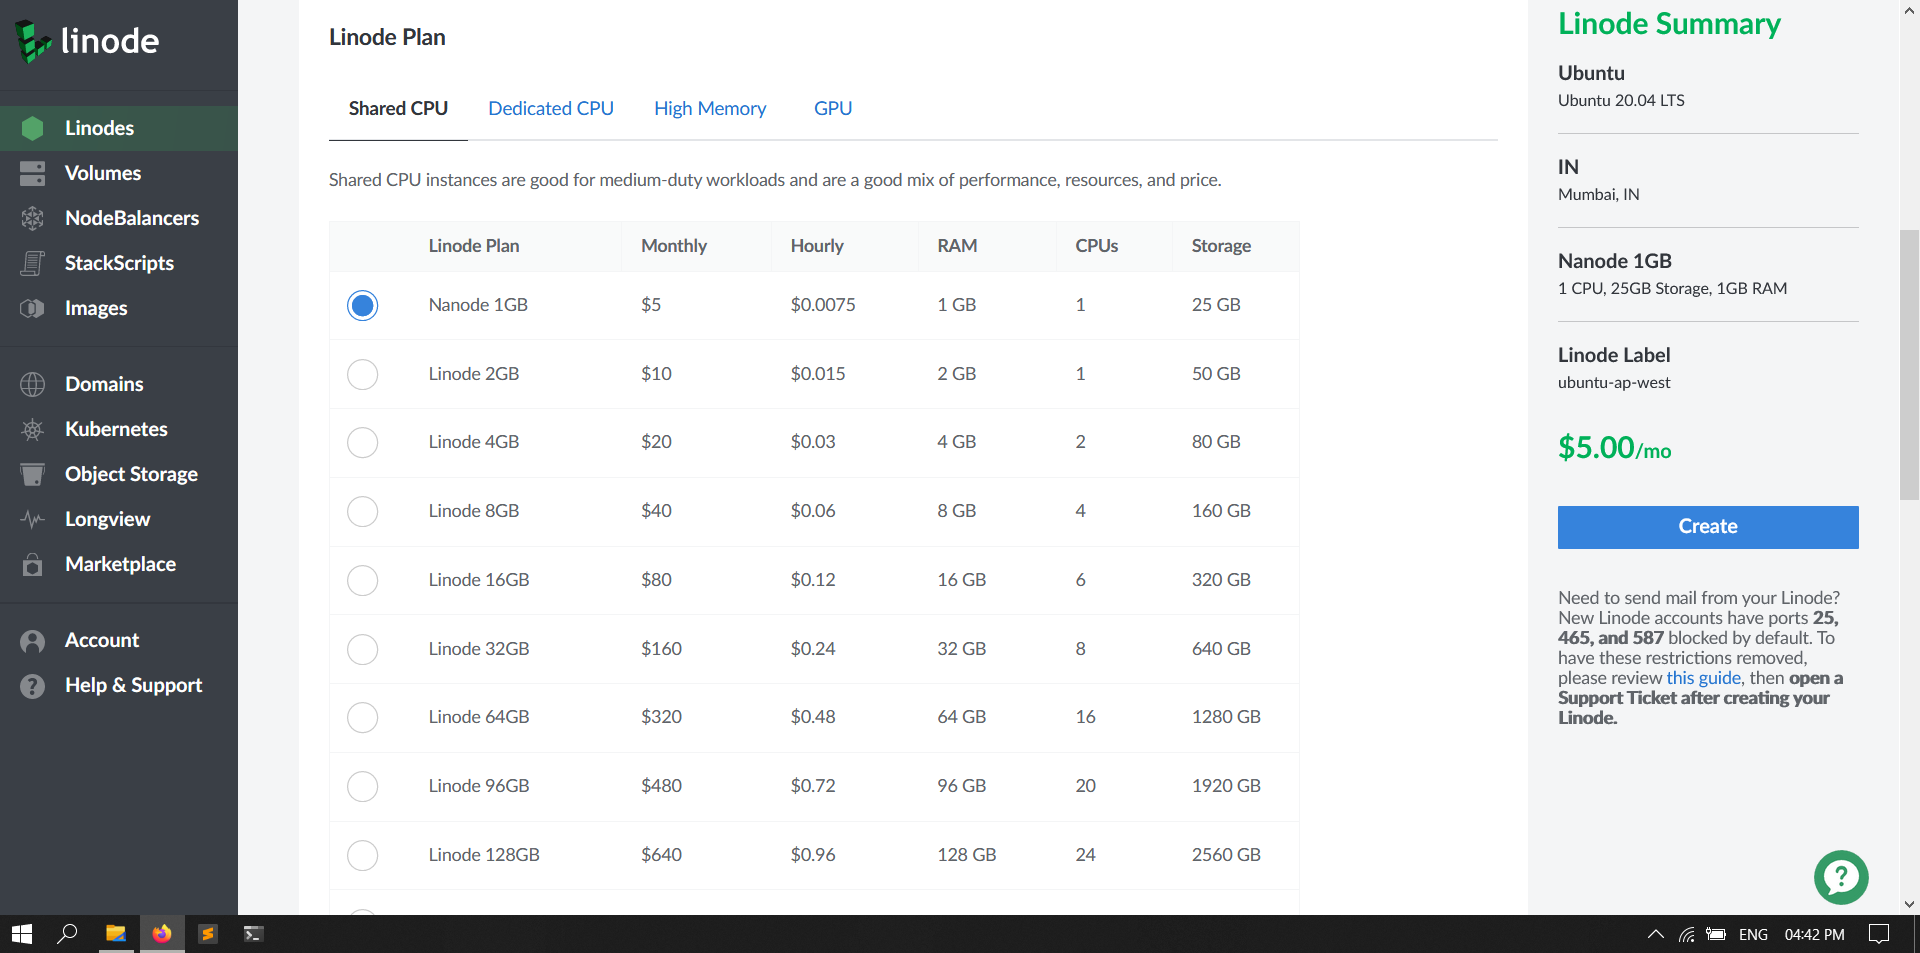 linode
Linodes
Volumes
NodeBalancers
StackScripts
Images
Domains
Kubernetes
Object Storage
Longview
Marketplace
Account
Help & Support
Linode Plan
Shared CPU Dedicated CPU High Memory GPU
Shared CPU instances are good for medium-duty workloads and are a good mix of performance, resources, and price.
Linode Plan Monthly Hourly RAM CPUs Storage
Nanode 1GB $5 $0.0075 1 GB 1 25 GB
Linode 2GB $10 $0.015 2 GB 1 50 GB
Linode 4GB $20 $0.03 4 GB 2 80 GB
Linode 8GB $40 $0.06 8 GB 4 160 GB
Linode 16GB $80 $0.12 16 GB 6 320 GB
Linode 32GB $160 $0.24 32 GB 8 640 GB
Linode 64GB $320 $0.48 64 GB 16 1280 GB
Linode 96GB $480 $0.72 96 GB 20 1920 GB
Linode 128GB $640 $0.96 128 GB 24 2560 GB
Linode Summary
Ubuntu
Ubuntu 20.04 LTS
IN
Mumbai, IN
Nanode 1GB
1 CPU, 25GB Storage, 1GB RAM
Linode Label
ubuntu-ap-west
$5.00/mo
Create
Need to send mail from your Linode?
New Linode accounts have ports 25,
465, and 587 blocked by default. To
have these restrictions removed,
please review this guide, then open a
Support Ticket after creating your
Linode.
ENG 04:42 PM